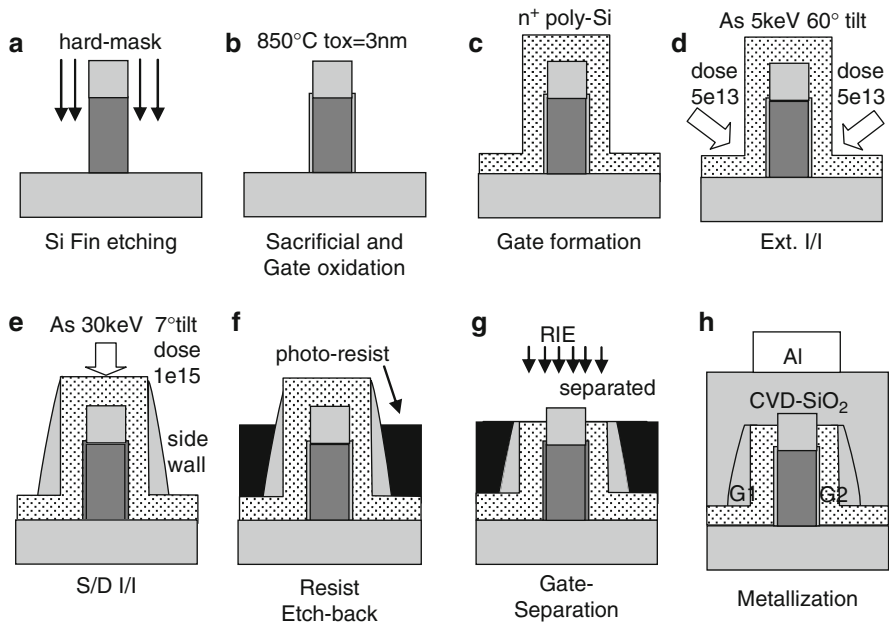 a
hard-mask
Si Fin etching
b
850°C tox=3nm
Sacrificial and
Gate oxidation
c
n⁺ poly-Si
Gate formation
d
As 5keV 60° tilt
dose
5e13
dose
5e13
Ext. I/I
e
As 30keV 7°tilt
dose
1e15
side
wall
S/D I/I
f
photo-resist
Resist
Etch-back
g
RIE
separated
Gate-
Separation
h
Al
CVD-SiO₂
G1
G2
Metallization